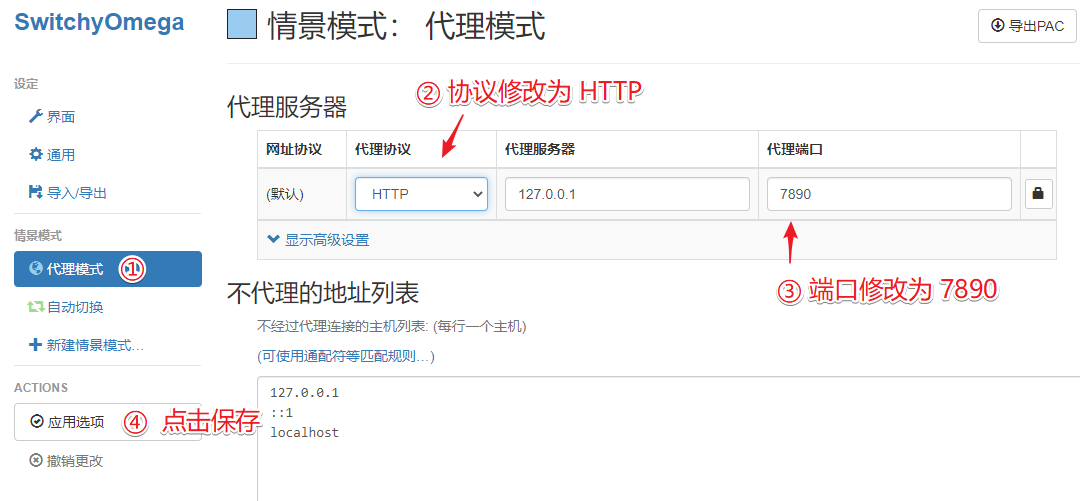 SwitchyOmega
情景模式： 代理模式
导出PAC
设定
界面
通用
导入/导出
情景模式
代理模式 ①
自动切换
新建情景模式...
ACTIONS
应用选项 ④ 点击保存
撤销更改
② 协议修改为 HTTP
代理服务器
网址协议 代理协议 代理服务器 代理端口
(默认) HTTP 127.0.0.1 7890
显示高级设置
③ 端口修改为 7890
不代理的地址列表
不经过代理连接的主机列表: (每行一个主机)
(可使用通配符等匹配规则...)
127.0.0.1
::1
localhost